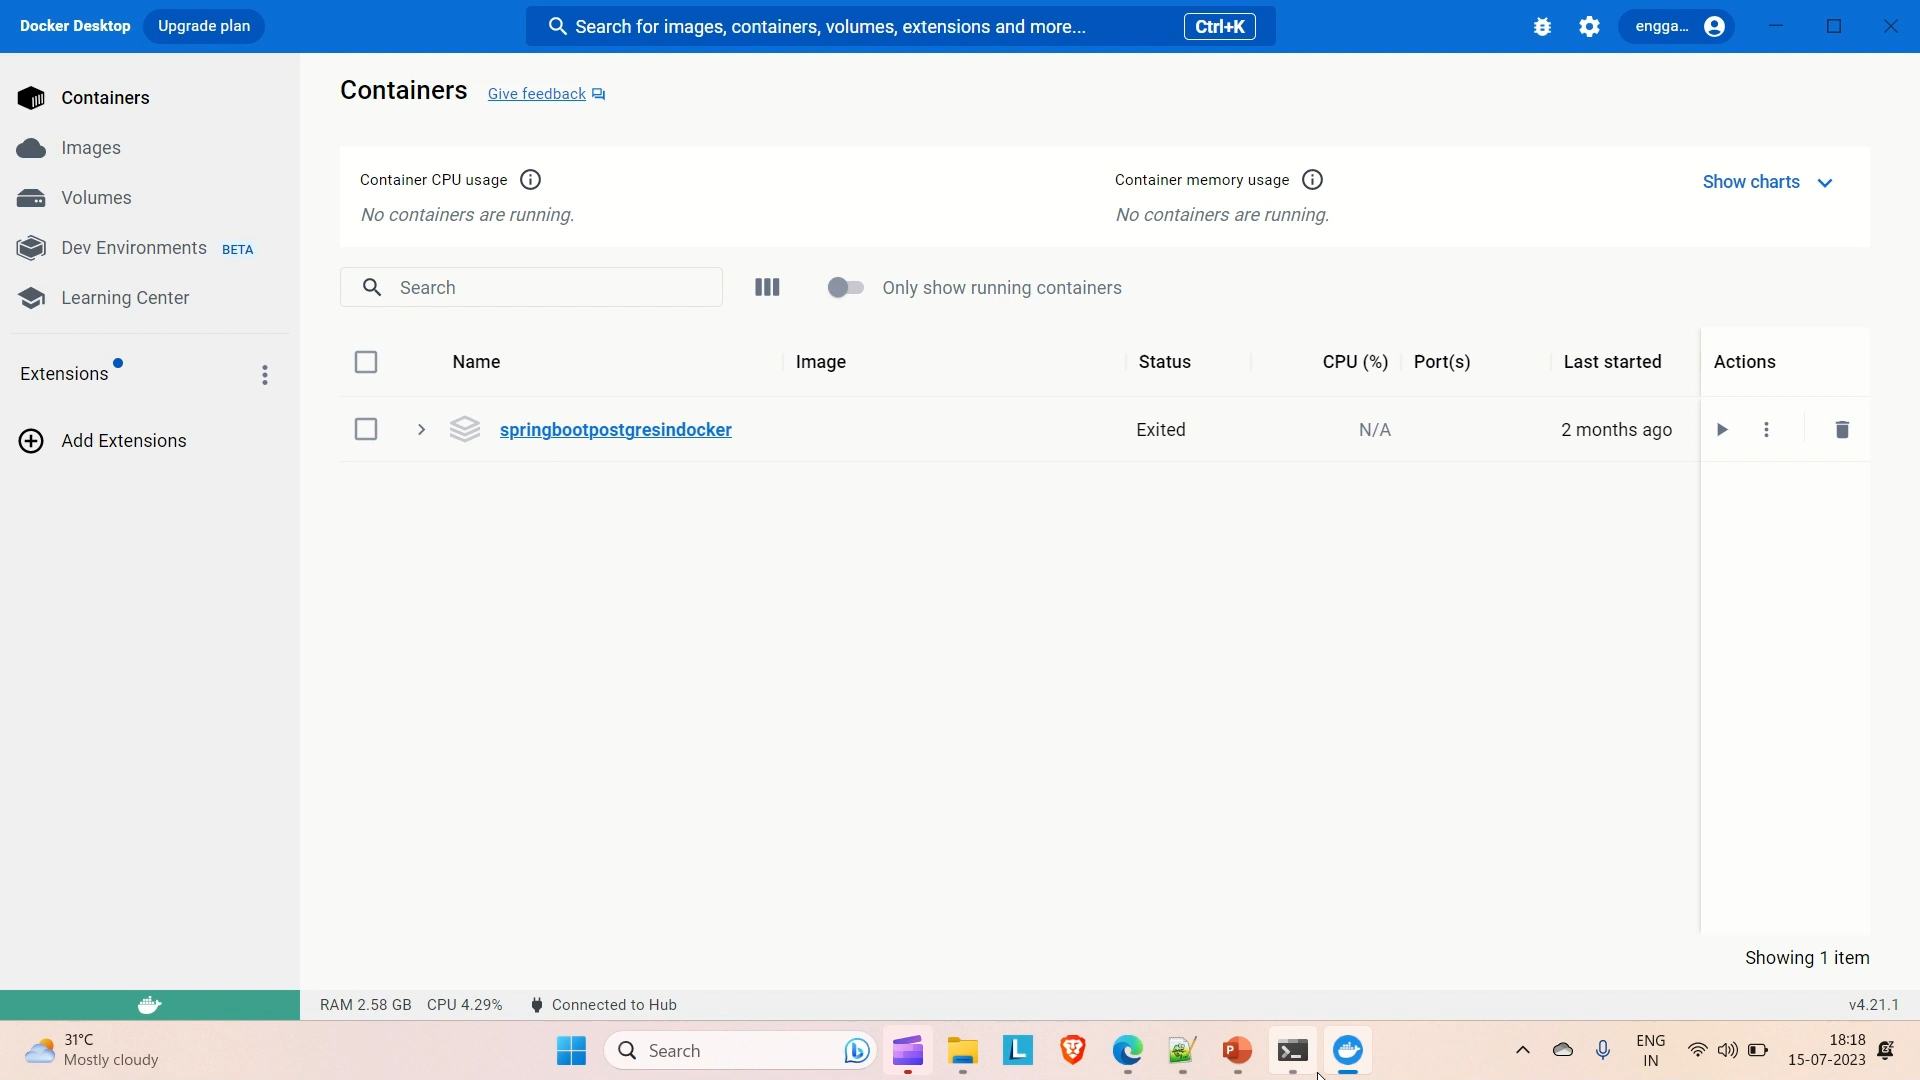 Docker Desktop
Upgrade plan
Search for images, containers, volumes, extensions and more...
Ctrl+K
engga...
Containers
Images
Volumes
Dev Environments BETA
Learning Center
Extensions
Add Extensions
Containers
Give feedback
Container CPU usage
No containers are running.
Container memory usage
No containers are running.
Show charts
Search
Only show running containers
Name Image Status CPU (%) Port(s) Last started Actions
springbootpostgresindocker Exited N/A 2 months ago
Showing 1 item
RAM 2.58 GB CPU 4.29% Connected to Hub
v4.21.1
31°C
Mostly cloudy
Search
L
P
ENG
IN
18:18
15-07-2023